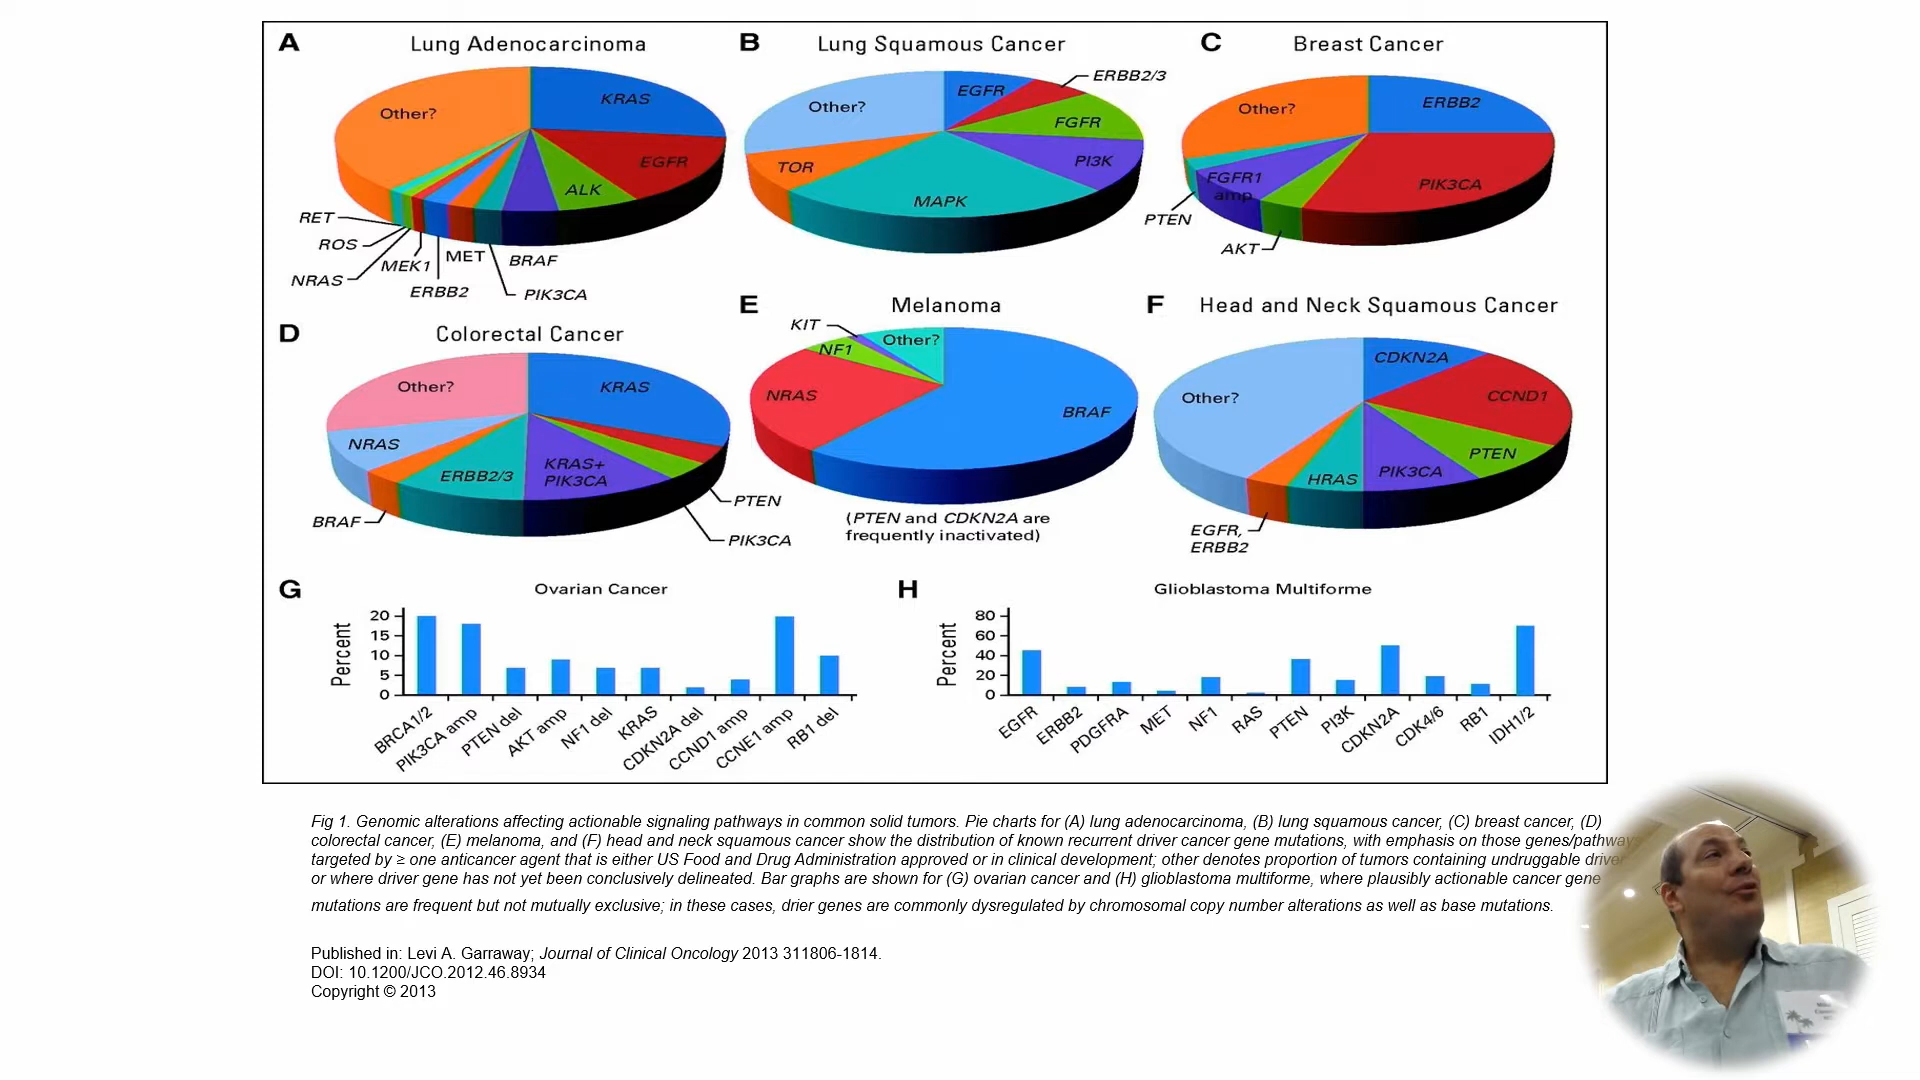 A Lung Adenocarcinoma
Other?
KRAS
EGFR
ALK
RET
ROS
NRAS
MEK1
ERBB2
MET
PIK3CA
BRAF
B Lung Squamous Cancer
Other?
EGFR
ERBB2/3
FGFR
PI3K
MAPK
TOR
C Breast Cancer
Other?
ERBB2
PIK3CA
FGFR1
amp
PTEN
AKT
D Colorectal Cancer
Other?
KRAS
NRAS
ERBB2/3
KRAS+
PIK3CA
PTEN
PIK3CA
BRAF
E Melanoma
KIT
Other?
NF1
NRAS
BRAF
(PTEN and CDKN2A are
frequently inactivated)
F Head and Neck Squamous Cancer
Other?
CDKN2A
CCND1
PTEN
PIK3CA
HRAS
EGFR,
ERBB2
G Ovarian Cancer
Percent
20
15
10
5
0
BRCA1/2
PIK3CA amp
PTEN del
AKT amp
NF1 del
KRAS
CDKN2A del
CCND1 amp
CCNE1 amp
RB1 del
H Glioblastoma Multiforme
Percent
80
60
40
20
0
EGFR
ERBB2
PDGFRA
MET
NF1
RAS
PTEN
PI3K
CDKN2A
CDK4/6
RB1
IDH1/2
Fig 1. Genomic alterations affecting actionable signaling pathways in common solid tumors. Pie charts for (A) lung adenocarcinoma, (B) lung squamous cancer, (C) breast cancer, (D)
colorectal cancer, (E) melanoma, and (F) head and neck squamous cancer show the distribution of known recurrent driver cancer gene mutations, with emphasis on those genes/pathways
targeted by ≥ one anticancer agent that is either US Food and Drug Administration approved or in clinical development; other denotes proportion of tumors containing undruggable driver
or where driver gene has not yet been conclusively delineated. Bar graphs are shown for (G) ovarian cancer and (H) glioblastoma multiforme, where plausibly actionable cancer gene
mutations are frequent but not mutually exclusive; in these cases, drier genes are commonly dysregulated by chromosomal copy number alterations as well as base mutations.
Published in: Levi A. Garraway; Journal of Clinical Oncology 2013 311806-1814.
DOI: 10.1200/JCO.2012.46.8934
Copyright © 2013